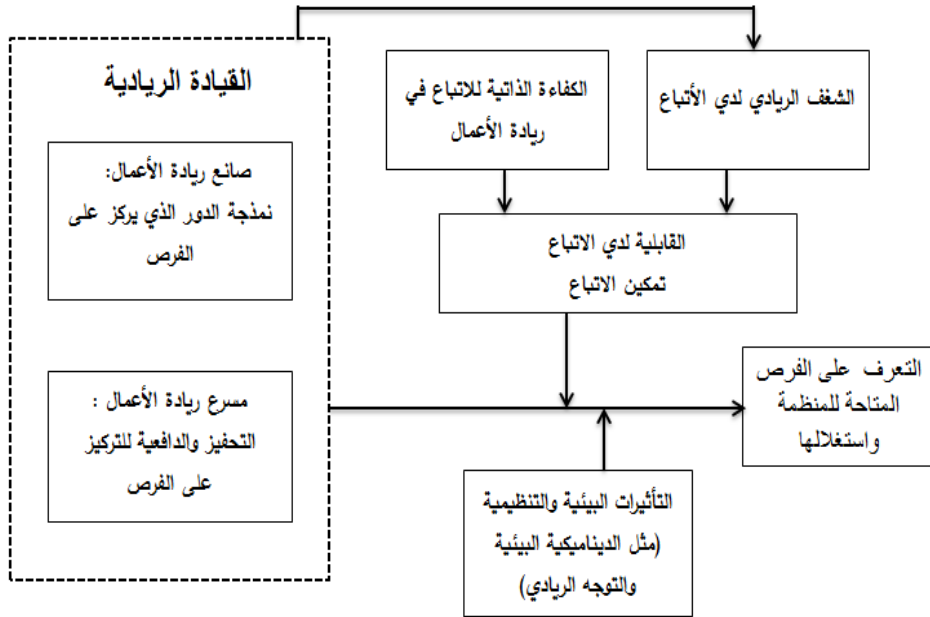 القيادة الريادية
صانع ريادة الأعمال:
نمذجة الدور الذي يركز على
الفرص
مسرع ريادة الأعمال :
التحفيز والدافعية للتركيز
على الفرص
الشغف الريادي لدي الأتباع
الكفاءة الذاتية للاتباع في
ريادة الأعمال
القابلية لدي الاتباع
تمكين الاتباع
التعرف على الفرص
المتاحة للمنظمة
واستغلالها
التأثيرات البيئية والتنظيمية
(مثل الديناميكية البيئية
والتوجه الريادي)